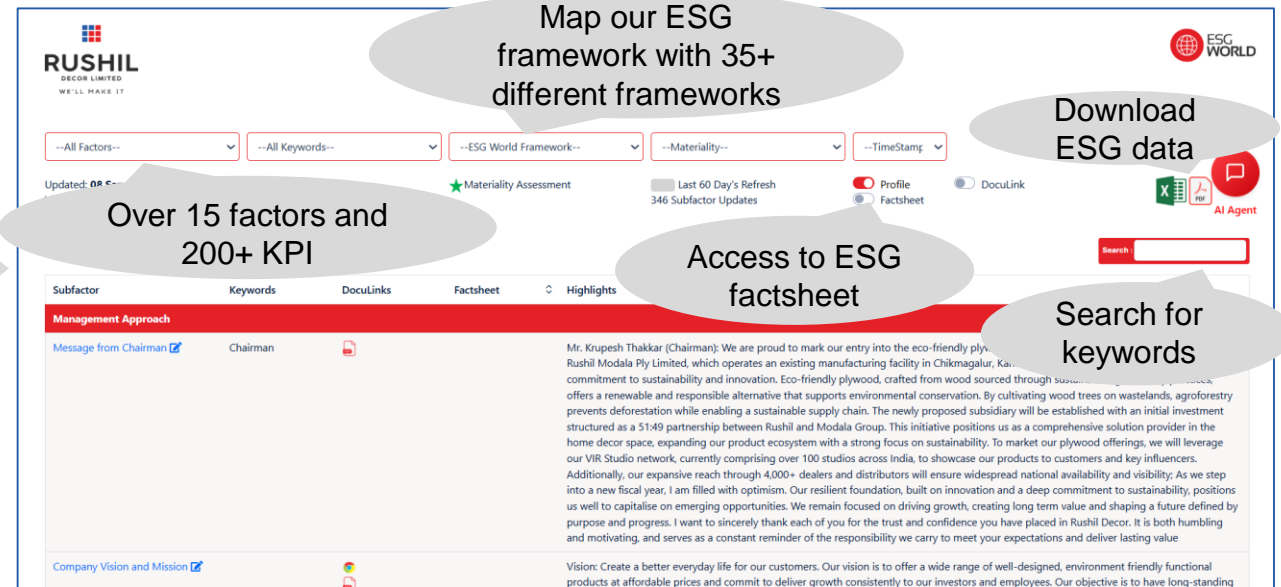 Map our ESG
framework with 35+
different frameworks
RUSHIL
DECOR LIMITED
WE'LL MAKE IT
ESG
WORLD
Download
ESG data
--All Factors--
--All Keywords--
--ESG World Framework--
--Materiality--
--TimeStamp
Updated: 08
Materiality Assessment
Last 60 Day's Refresh
346 Subfactor Updates
Profile
Factsheet
DocuLink
PDF
AI Agent
Over 15 factors and
200+ KPI
Access to ESG
factsheet
Search :
Search for
keywords
Subfactor Keywords DocuLinks Factsheet Highlights
Management Approach
Message from Chairman Chairman
Mr. Krupesh Thakkar (Chairman): We are proud to mark our entry into the eco-friendly
Rushil Modala Ply Limited, which operates an existing manufacturing facility in Chikmagalur,
commitment to sustainability and innovation. Eco-friendly plywood, crafted from wood sourced through
offers a renewable and responsible alternative that supports environmental conservation. By cultivating wood trees on wastelands, agroforestry
prevents deforestation while enabling a sustainable supply chain. The newly proposed subsidiary will be established with an initial investment
structured as a 51:49 partnership between Rushil and Modala Group. This initiative positions us as a comprehensive solution provider in the
home decor space, expanding our product ecosystem with a strong focus on sustainability. To market our plywood offerings, we will leverage
our VIR Studio network, currently comprising over 100 studios across India, to showcase our products to customers and key influencers.
Additionally, our expansive reach through 4,000+ dealers and distributors will ensure widespread national availability and visibility; As we step
into a new fiscal year, I am filled with optimism. Our resilient foundation, built on innovation and a deep commitment to sustainability, positions
us well to capitalise on emerging opportunities. We remain focused on driving growth, creating long term value and shaping a future defined by
purpose and progress. I want to sincerely thank each of you for the trust and confidence you have placed in Rushil Decor. It is both humbling
and motivating, and serves as a constant reminder of the responsibility we carry to meet your expectations and deliver lasting value
Company Vision and Mission
Vision: Create a better everyday life for our customers. Our vision is to offer a wide range of well-designed, environment friendly functional
products at affordable prices and commit to deliver growth consistently to our investors and employees. Our objective is to have long-standing